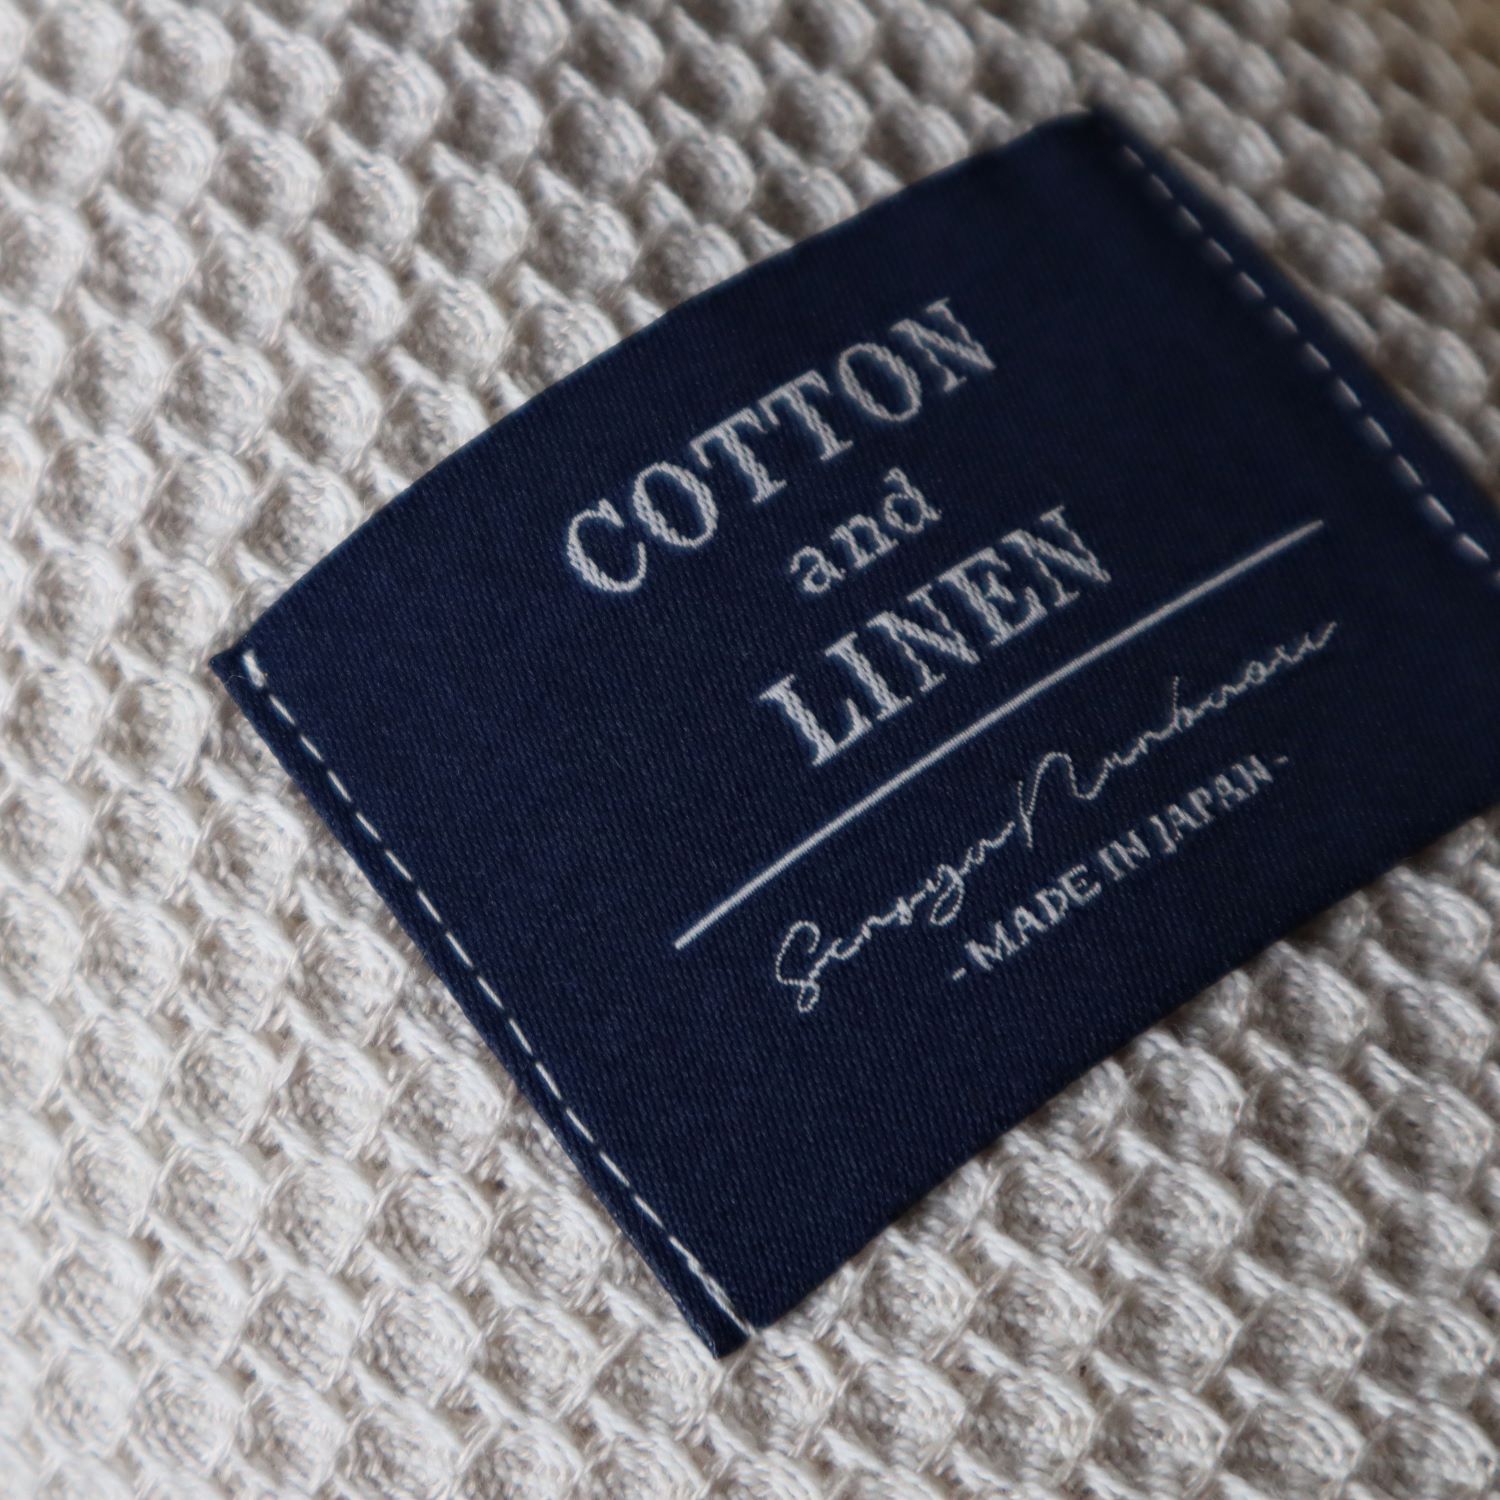 COTTON
and
LINEN
- MADE IN JAPAN -